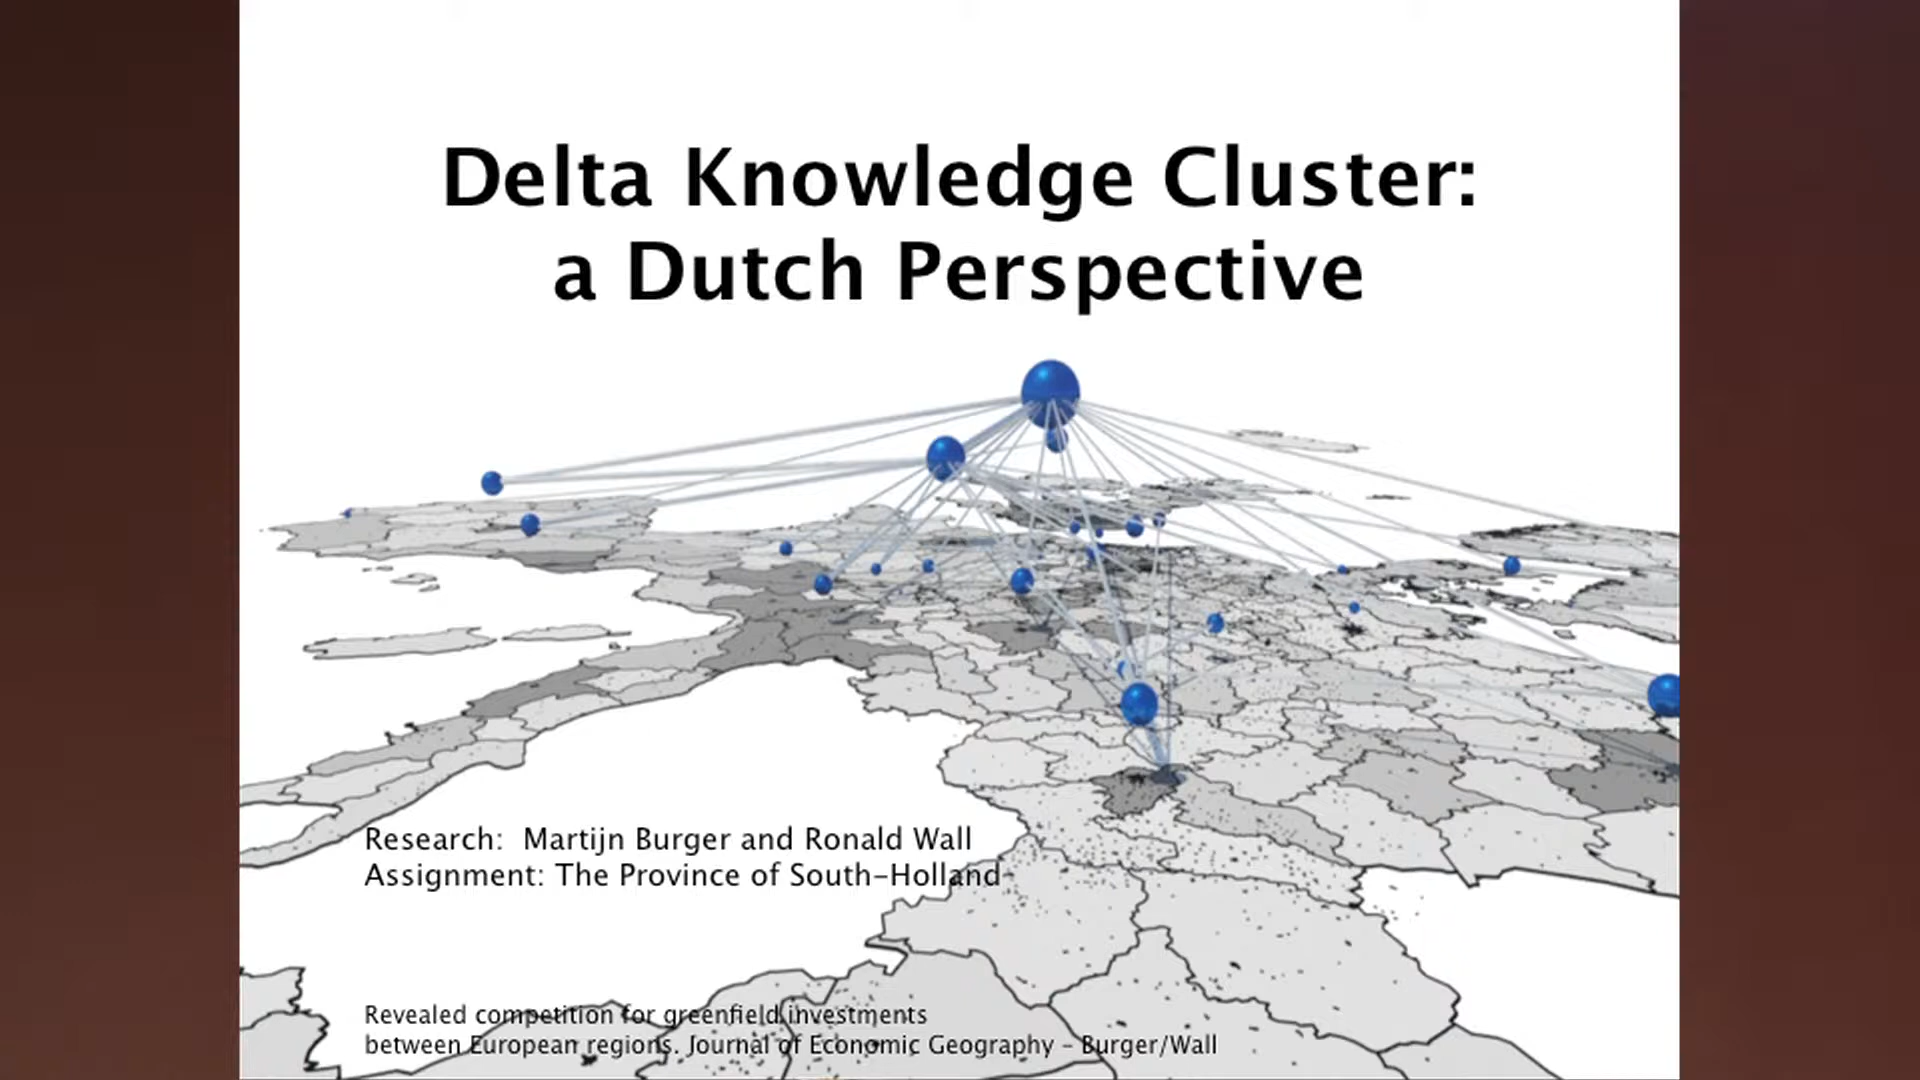 Delta Knowledge Cluster:
a Dutch Perspective
Research:  Martijn Burger and Ronald Wall
Assignment: The Province of South-Holland
Revealed competition for greenfield investments
between European regions. Journal of Economic Geography - Burger/Wall